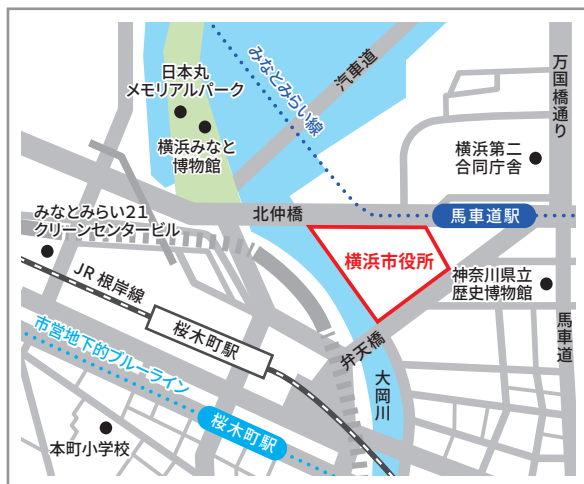 日本丸
メモリアルパーク
横浜みなと
博物館
みなとみらい線
汽車道
万国橋通り
横浜第二
合同庁舎
みなとみらい21
クリーンセンタービル
北仲橋
馬車道駅
横浜市役所
神奈川県立
歴史博物館
JR 根岸線
桜木町駅
弁天橋
馬車道
市営地下的ブルーライン
大岡川
桜木町駅
本町小学校